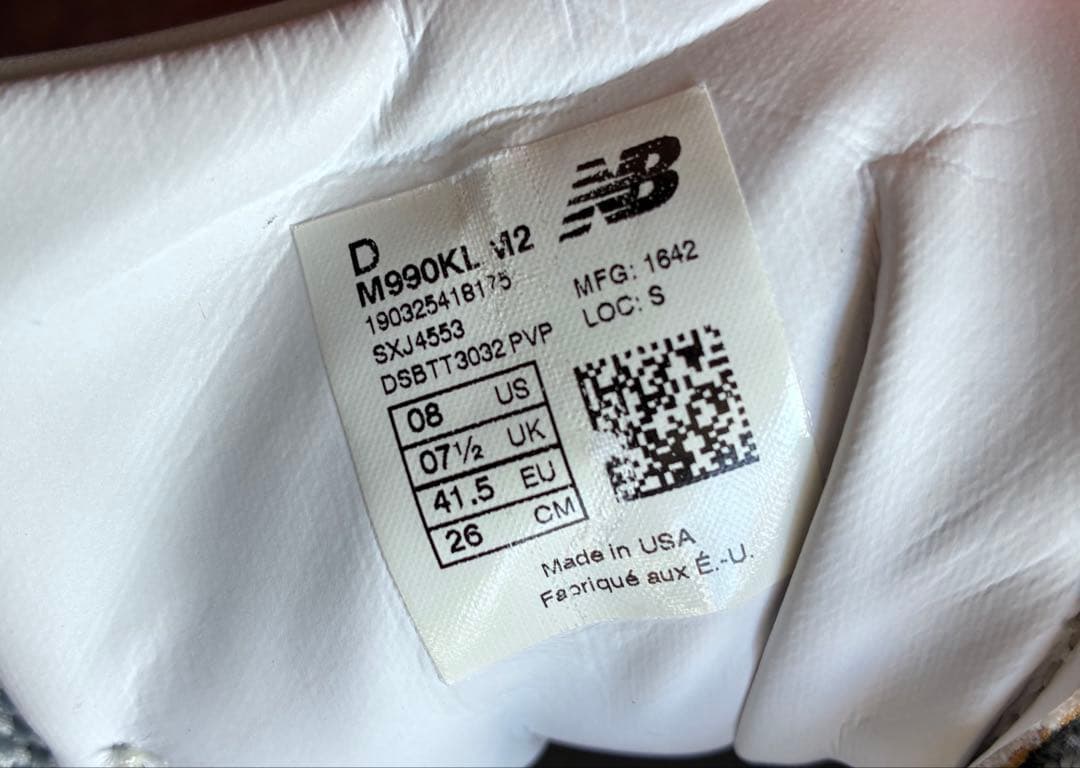 D
M990KL M2
190325418175
SXJ4553
DSBTT3032 PVP
NB
MFG: 1642
LOC: S
08 US
07½ UK
41.5 EU
26 CM
Made in USA
Fabriqué aux É.-U.